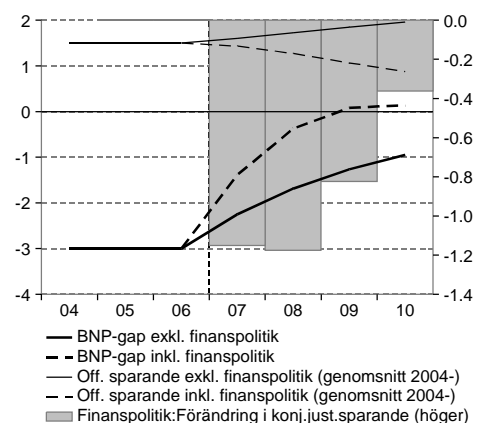 2 0.0
1 -0.2
0 -0.4
-1 -0.6
-2 -0.8
-3 -1.0
-4 -1.2
-1.4
04 05 06 07 08 09 10
BNP-gap exkl. finanspolitik
BNP-gap inkl. finanspolitik
Off. sparande exkl. finanspolitik (genomsnitt 2004-)
Off. sparande inkl. finanspolitik (genomsnitt 2004-)
Finanspolitik:Förändring i konj.just.sparande (höger)